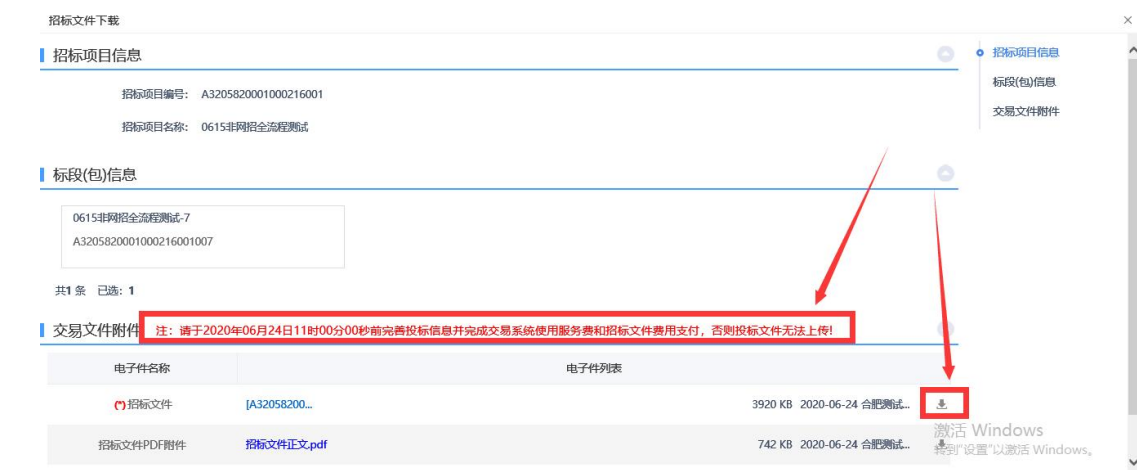 招标文件下载
×
招标项目信息
招标项目信息
标段(包)信息
交易文件附件
招标项目编号: A3205820001000216001
招标项目名称: 0615非网招全流程测试
标段(包)信息
0615非网招全流程测试-7
A3205820001000216001007
共1 条 已选: 1
交易文件附件 注：请于2020年06月24日11时00分00秒前完善投标信息并完成交易系统使用服务费和招标文件费用支付，否则投标文件无法上传!
电子件名称 电子件列表
(*)招标文件 [A32058200... 3920 KB 2020-06-24 合肥测试...
招标文件PDF附件 招标文件正文.pdf 742 KB 2020-06-24 合肥测试...
激活 Windows
转到"设置"以激活 Windows。